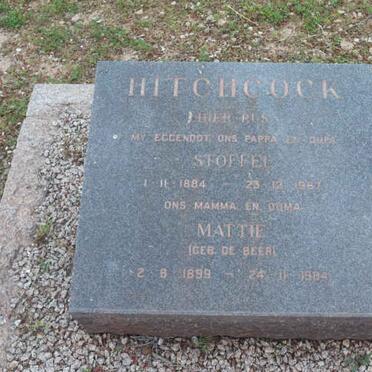 HITCHCOCK
HIER RUS
MY EGGENOOT, ONS PAPPA EN OUPA
STOFFEL
1·11·1884 – 23·12·1967
ONS MAMMA EN OUMA
MATTIE
(GEB. DE BEER)
2·8·1899 – 24·11·1984